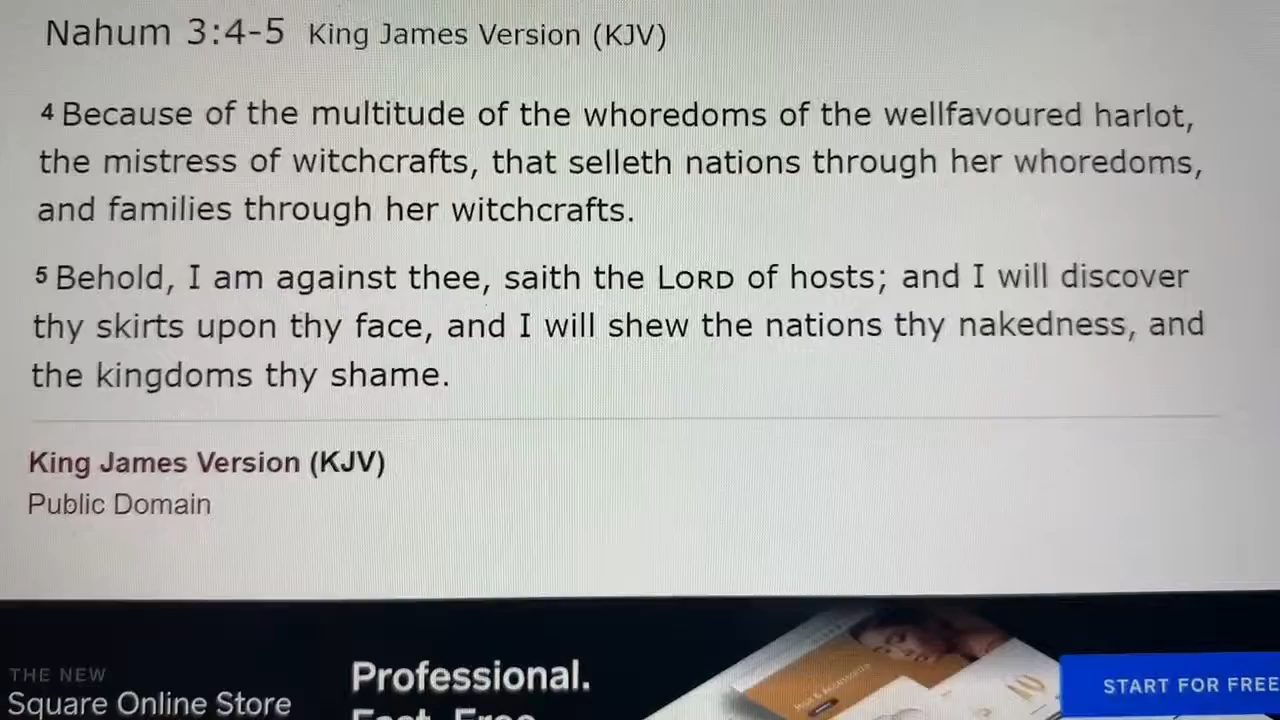 Nahum 3:4-5 King James Version (KJV)
4 Because of the multitude of the whoredoms of the wellfavoured harlot,
the mistress of witchcrafts, that selleth nations through her whoredoms,
and families through her witchcrafts.
5 Behold, I am against thee, saith the LORD of hosts; and I will discover
thy skirts upon thy face, and I will shew the nations thy nakedness, and
the kingdoms thy shame.
King James Version (KJV)
Public Domain
THE NEW
Square Online Store
Professional.
Fast. Free.
START FOR FREE